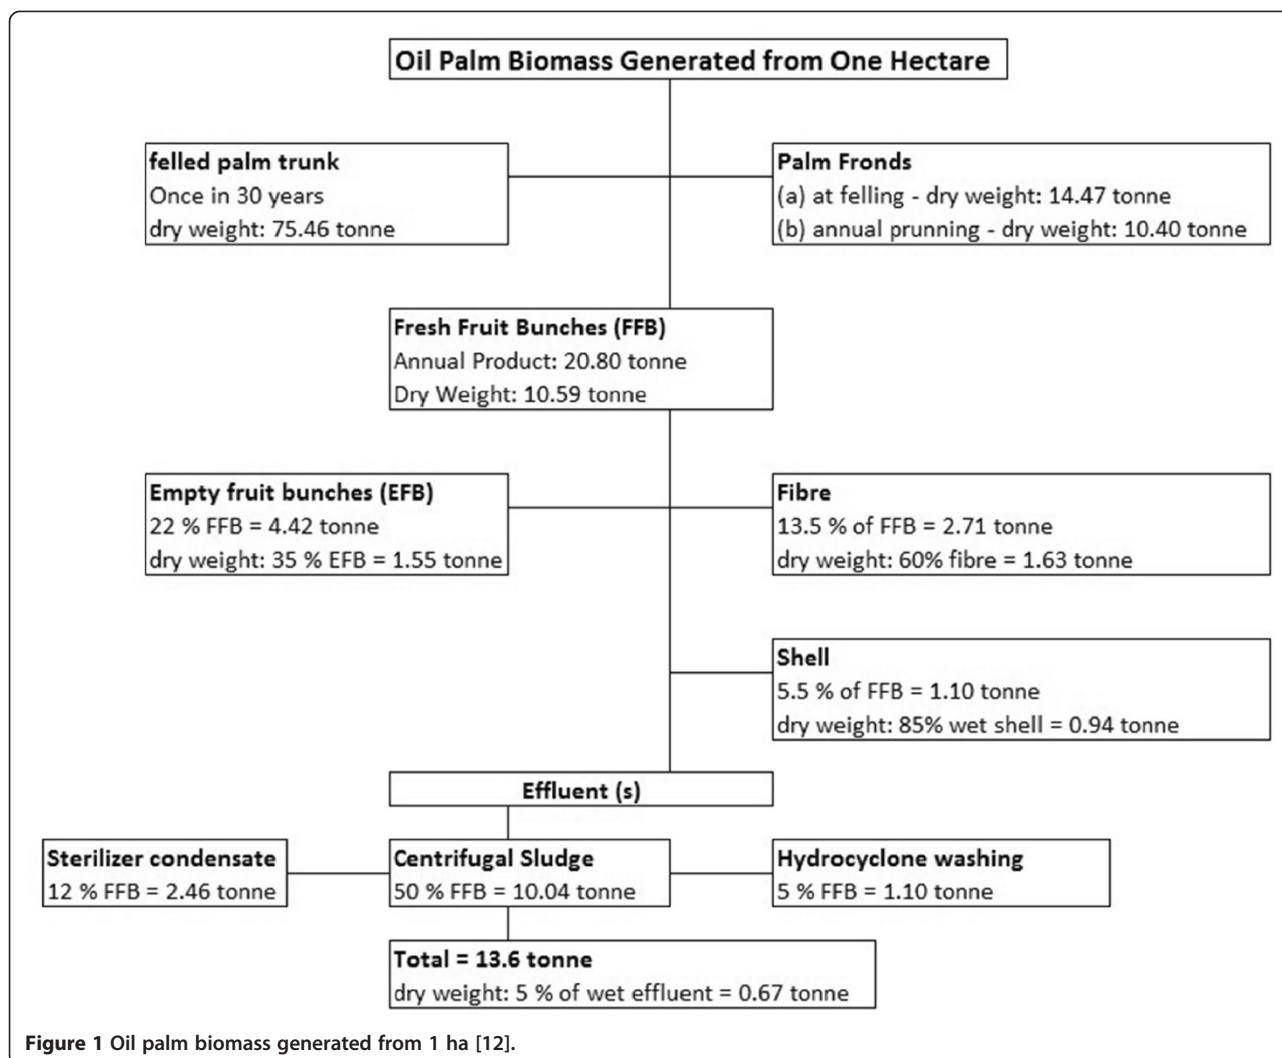 Oil Palm Biomass Generated from One Hectare
felled palm trunk
Once in 30 years
dry weight: 75.46 tonne
Palm Fronds
(a) at felling - dry weight: 14.47 tonne
(b) annual prunning - dry weight: 10.40 tonne
Fresh Fruit Bunches (FFB)
Annual Product: 20.80 tonne
Dry Weight: 10.59 tonne
Empty fruit bunches (EFB)
22 % FFB = 4.42 tonne
dry weight: 35 % EFB = 1.55 tonne
Fibre
13.5 % of FFB = 2.71 tonne
dry weight: 60% fibre = 1.63 tonne
Shell
5.5 % of FFB = 1.10 tonne
dry weight: 85% wet shell = 0.94 tonne
Effluent (s)
Sterilizer condensate
12 % FFB = 2.46 tonne
Centrifugal Sludge
50 % FFB = 10.04 tonne
Hydrocyclone washing
5 % FFB = 1.10 tonne
Total = 13.6 tonne
dry weight: 5 % of wet effluent = 0.67 tonne
Figure 1 Oil palm biomass generated from 1 ha [12].